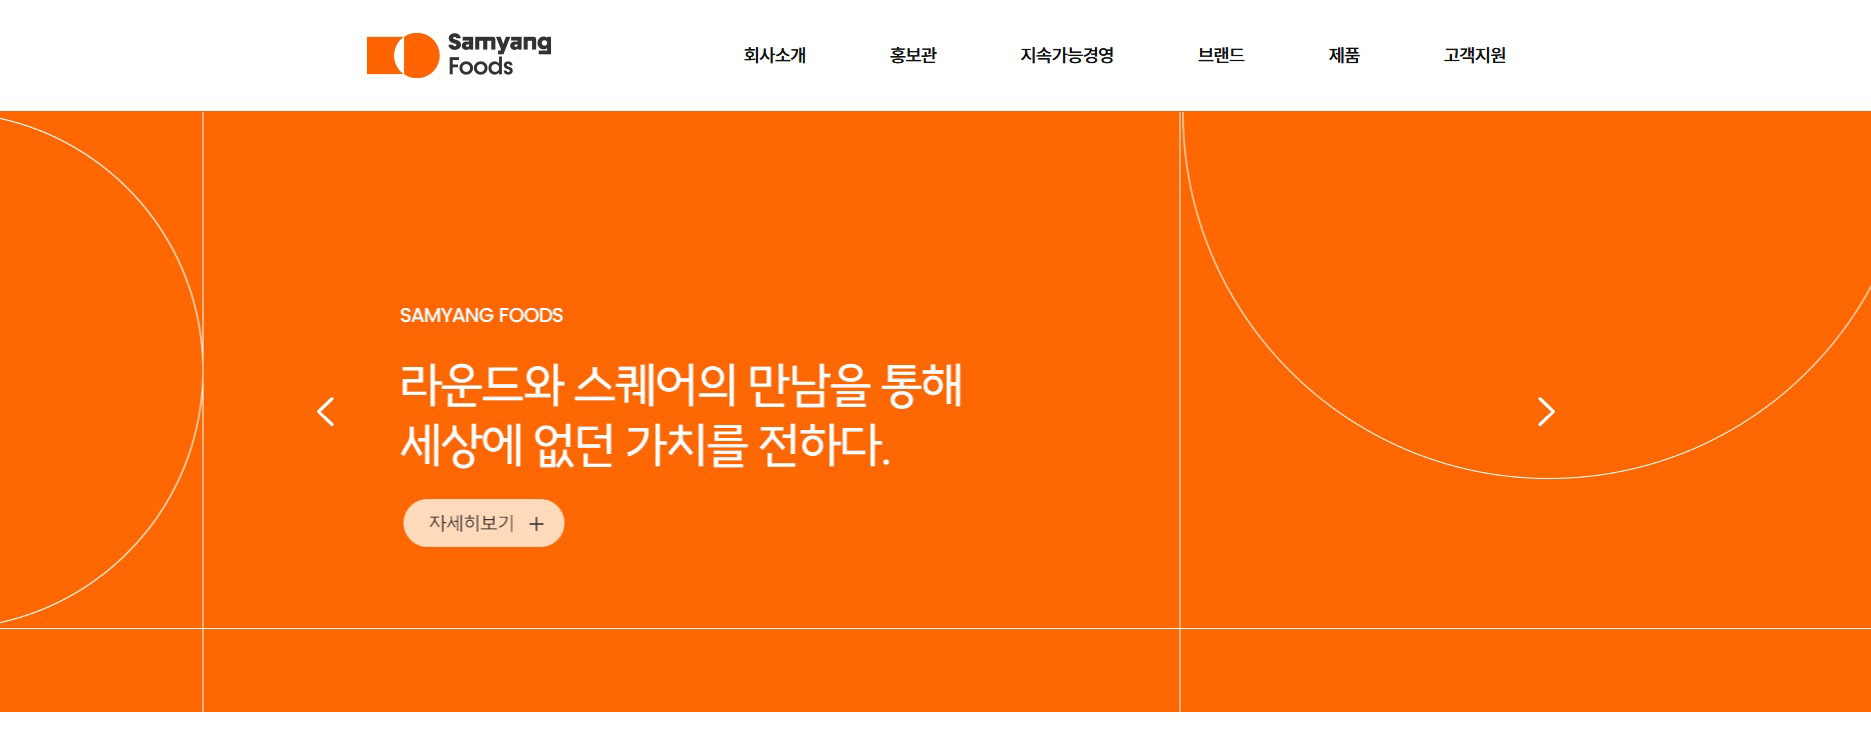 Samyang
Foods
회사소개
홍보관
지속가능경영
브랜드
제품
고객지원
SAMYANG FOODS
라운드와 스퀘어의 만남을 통해
세상에 없던 가치를 전하다.
자세히보기 +